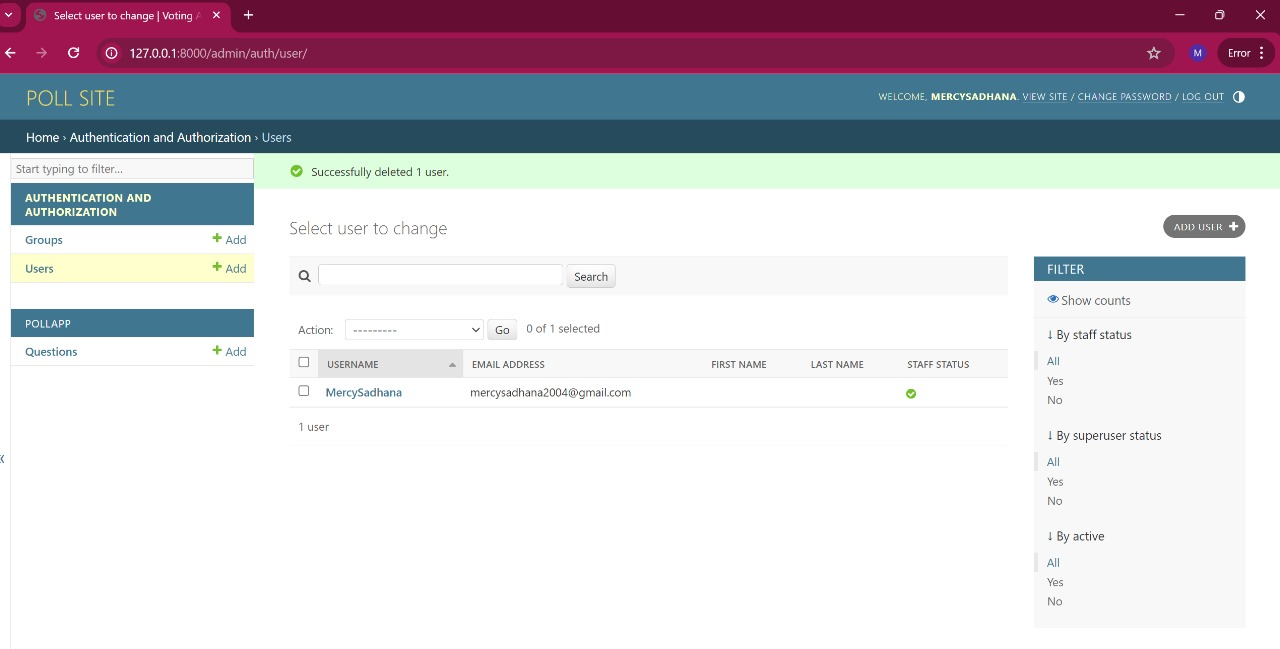 Select user to change | Voting A
127.0.0.1:8000/admin/auth/user/
M
Error
POLL SITE
WELCOME, MERCYSADHANA. VIEW SITE / CHANGE PASSWORD / LOG OUT
Home › Authentication and Authorization › Users
Start typing to filter...
AUTHENTICATION AND
AUTHORIZATION
Groups + Add
Users + Add
POLLAPP
Questions + Add
Successfully deleted 1 user.
Select user to change
ADD USER +
Search
Action: --------- Go 0 of 1 selected
USERNAME EMAIL ADDRESS FIRST NAME LAST NAME STAFF STATUS
MercySadhana mercysadhana2004@gmail.com
1 user
FILTER
Show counts
↓ By staff status
All
Yes
No
↓ By superuser status
All
Yes
No
↓ By active
All
Yes
No